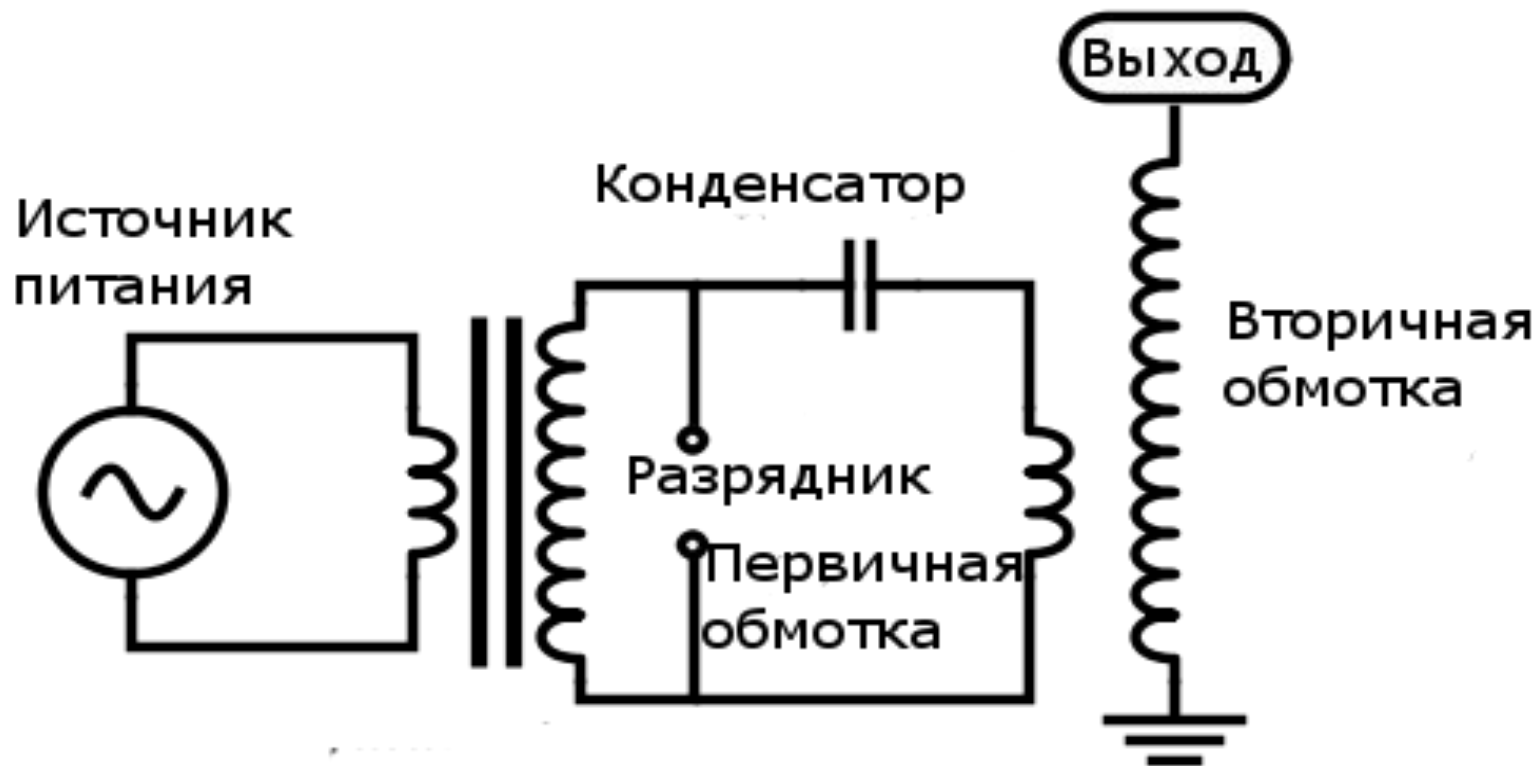 Выход
Конденсатор
Источник
питания
Вторичная
обмотка
Разрядник
Первичная
обмотка